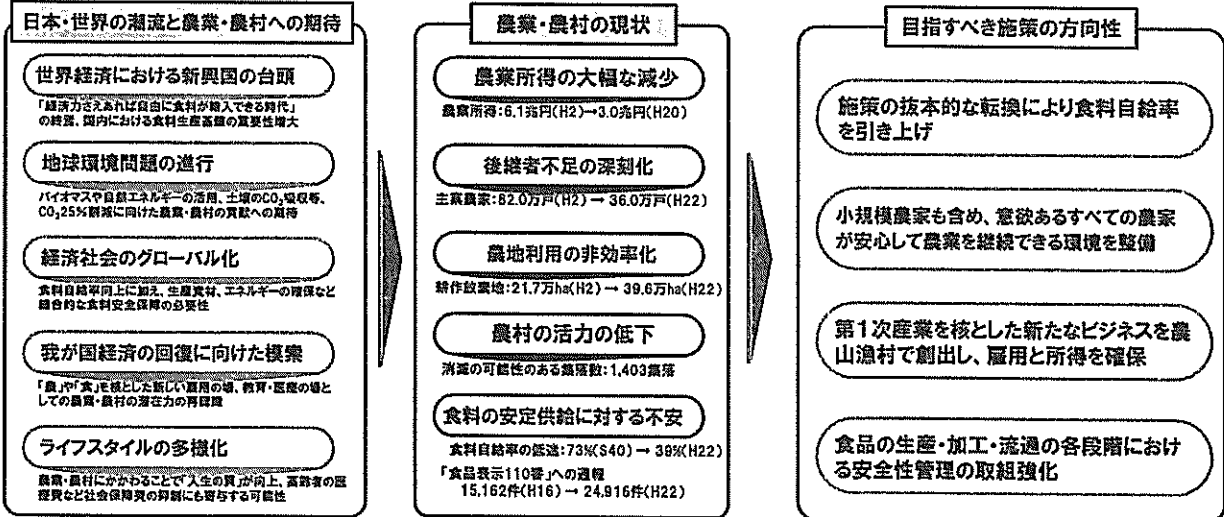 日本・世界の潮流と農業・農村への期待
世界経済における新興国の台頭
「経済力さえあれば自由に食料が輸入できる時代」
の終焉、国内における食料生産基盤の重要性増大
地球環境問題の進行
バイオマスや自然エネルギーの活用、土壌のCO₂吸収等、
CO₂25%削減に向けた農業・農村の貢献への期待
経済社会のグローバル化
食料自給率向上に加え、生産資材、エネルギーの確保など
総合的な食料安全保障の必要性
我が国経済の回復に向けた模索
「農」や「食」を核とした新しい雇用の場、教育・医療の場と
しての農業・農村の潜在力の再認識
ライフスタイルの多様化
農業・農村にかかわることで「人生の質」が向上、高齢者の医
療費など社会保障費の抑制にも寄与する可能性
農業・農村の現状
農業所得の大幅な減少
農業所得:6.1兆円(H2)→3.0兆円(H20)
後継者不足の深刻化
主業農家:82.0万戸(H2) → 36.0万戸(H22)
農地利用の非効率化
耕作放棄地:21.7万ha(H2) → 39.6万ha(H22)
農村の活力の低下
消滅の可能性のある集落数:1,403集落
食料の安定供給に対する不安
食料自給率の低迷:73%(S40) → 39%(H22)
「食品表示110番」への通報
15,162件(H16) → 24,916件(H22)
目指すべき施策の方向性
施策の抜本的な転換により食料自給率
を引き上げ
小規模農家も含め、意欲あるすべての農家
が安心して農業を継続できる環境を整備
第1次産業を核とした新たなビジネスを農
山漁村で創出し、雇用と所得を確保
食品の生産・加工・流通の各段階におけ
る安全性管理の取組強化